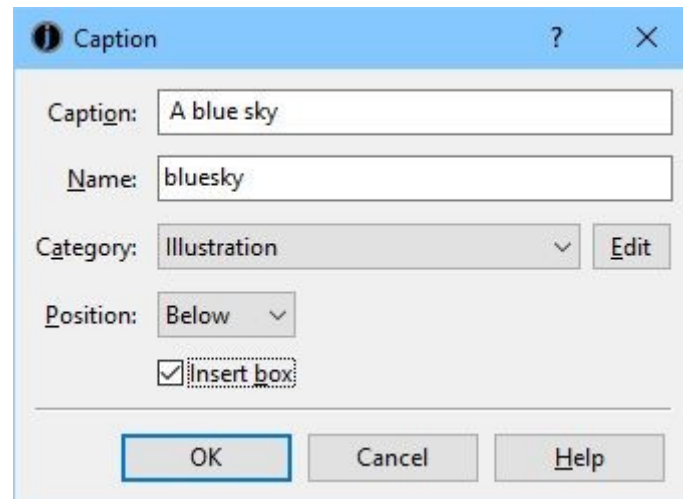 Caption ?
Caption: A blue sky
Name: bluesky
Category: Illustration Edit
Position: Below
Insert box
OK Cancel Help